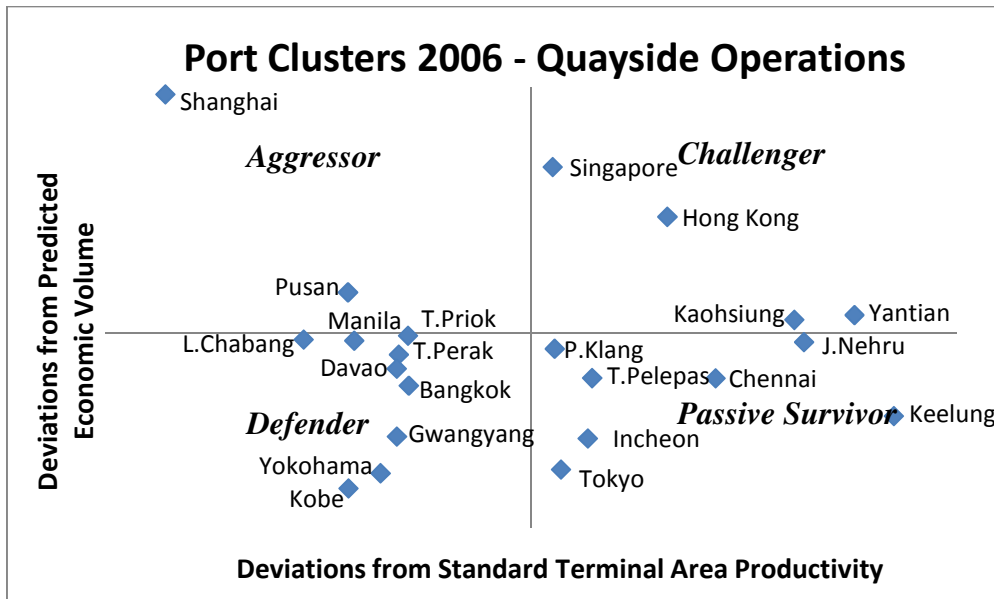 Port Clusters 2006 - Quayside Operations
Shanghai
Aggressor
Challenger
Singapore
Hong Kong
Pusan
Manila
T.Priok
Kaohsiung
Yantian
L.Chabang
T.Perak
P.Klang
J.Nehru
Davao
T.Pelepas
Chennai
Bangkok
Defender
Passive Survivor
Keelung
Gwangyang
Incheon
Yokohama
Tokyo
Kobe
Deviations from Predicted
Economic Volume
Deviations from Standard Terminal Area Productivity